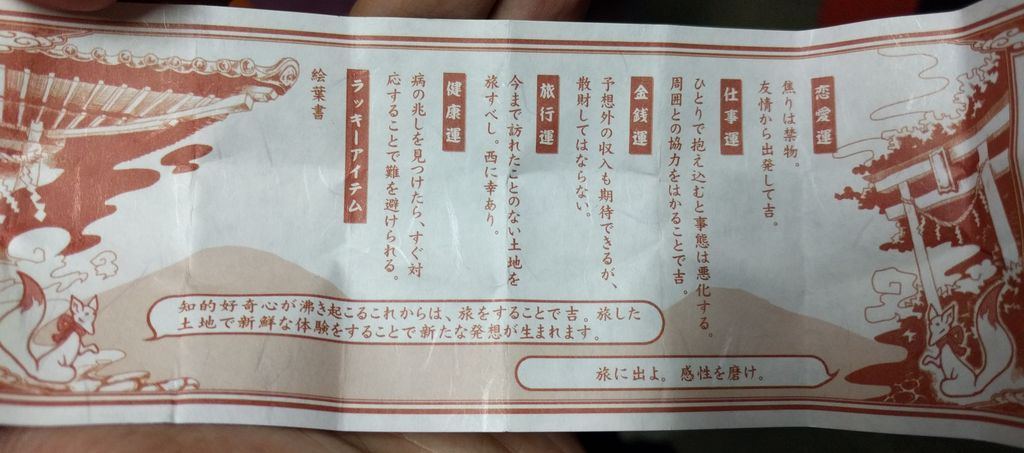 恋愛運
焦りは禁物。
友情から出発して吉。
仕事運
ひとりで抱え込むと事態は悪化する。
周囲との協力をはかることで吉。
金銭運
予想外の収入も期待できるが、
散財してはならない。
旅行運
今まで訪れたことのない土地を
旅すべし。西に幸あり。
健康運
病の兆しを見つけたら、すぐ対
応することで難を避けられる。
ラッキーアイテム
絵葉書
旅に出よ。感性を磨け。
知的好奇心が沸き起こるこれからは、旅をすることで吉。旅した
土地で新鮮な体験をすることで新たな発想が生まれます。